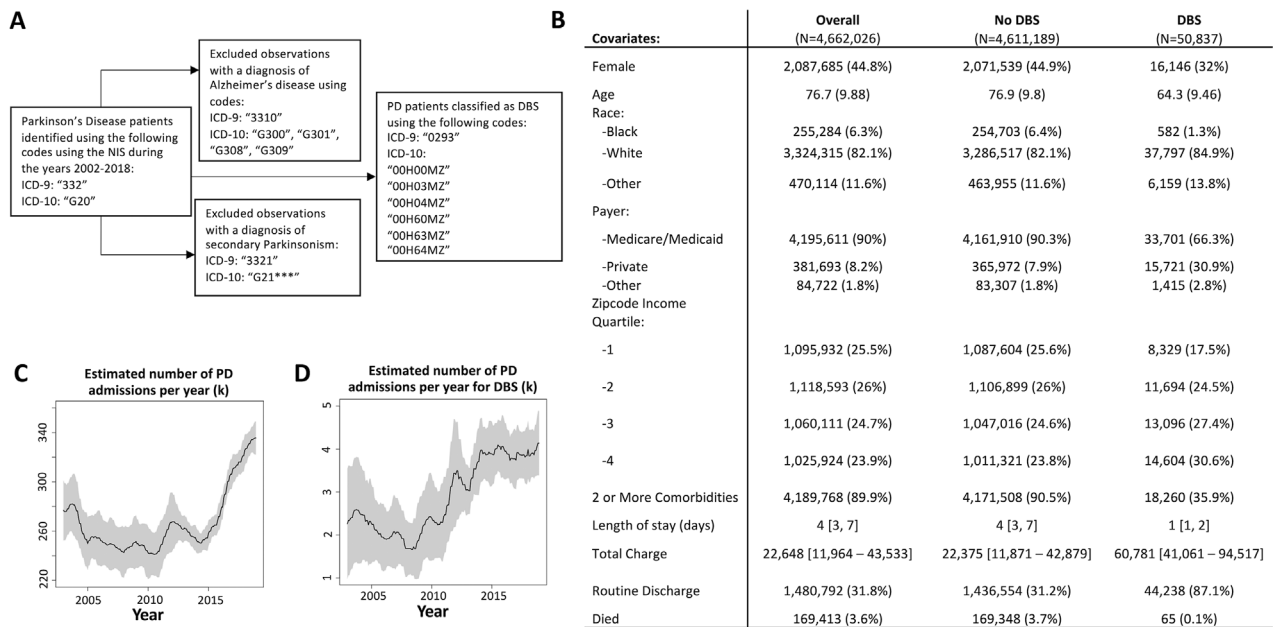 A
Parkinson's Disease patients
identified using the following
codes using the NIS during
the years 2002-2018:
ICD-9: "332"
ICD-10: "G20"
Excluded observations
with a diagnosis of
Alzheimer's disease using
codes:
ICD-9: "3310"
ICD-10: "G300", "G301",
"G308", "G309"
Excluded observations
with a diagnosis of
secondary Parkinsonism:
ICD-9: "3321"
ICD-10: "G21***"
PD patients classified as DBS
using the following codes:
ICD-9: "0293"
ICD-10:
"00H00MZ"
"00H03MZ"
"00H04MZ"
"00H60MZ"
"00H63MZ"
"00H64MZ"
B
Covariates: Overall (N=4,662,026) No DBS (N=4,611,189) DBS (N=50,837)
Female 2,087,685 (44.8%) 2,071,539 (44.9%) 16,146 (32%)
Age 76.7 (9.88) 76.9 (9.8) 64.3 (9.46)
Race:
-Black 255,284 (6.3%) 254,703 (6.4%) 582 (1.3%)
-White 3,324,315 (82.1%) 3,286,517 (82.1%) 37,797 (84.9%)
-Other 470,114 (11.6%) 463,955 (11.6%) 6,159 (13.8%)
Payer:
-Medicare/Medicaid 4,195,611 (90%) 4,161,910 (90.3%) 33,701 (66.3%)
-Private 381,693 (8.2%) 365,972 (7.9%) 15,721 (30.9%)
-Other 84,722 (1.8%) 83,307 (1.8%) 1,415 (2.8%)
Zipcode Income
Quartile:
-1 1,095,932 (25.5%) 1,087,604 (25.6%) 8,329 (17.5%)
-2 1,118,593 (26%) 1,106,899 (26%) 11,694 (24.5%)
-3 1,060,111 (24.7%) 1,047,016 (24.6%) 13,096 (27.4%)
-4 1,025,924 (23.9%) 1,011,321 (23.8%) 14,604 (30.6%)
2 or More Comorbidities 4,189,768 (89.9%) 4,171,508 (90.5%) 18,260 (35.9%)
Length of stay (days) 4 [3, 7] 4 [3, 7] 1 [1, 2]
Total Charge 22,648 [11,964 – 43,533] 22,375 [11,871 – 42,879] 60,781 [41,061 – 94,517]
Routine Discharge 1,480,792 (31.8%) 1,436,554 (31.2%) 44,238 (87.1%)
Died 169,413 (3.6%) 169,348 (3.7%) 65 (0.1%)
C
Estimated number of PD
admissions per year (k)
340
300
260
220
2005 2010 2015
Year
D
Estimated number of PD
admissions per year for DBS (k)
5
4
3
2
1
2005 2010 2015
Year